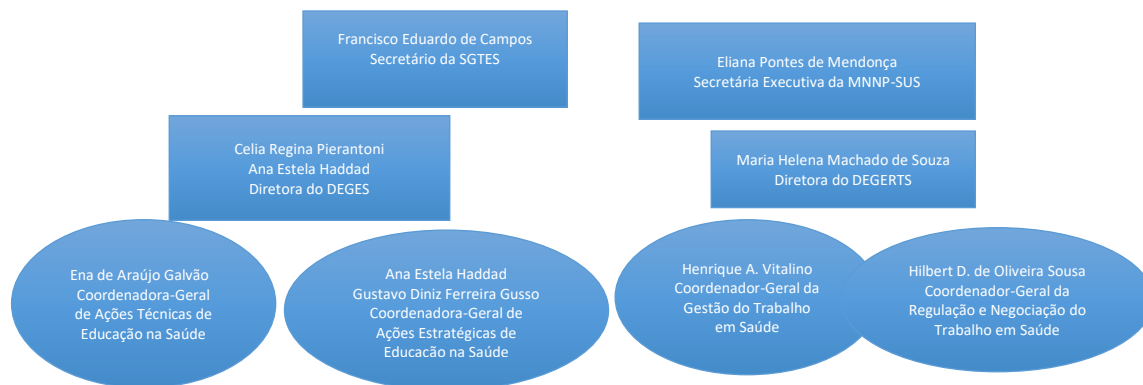 Francisco Eduardo de Campos
Secretário da SGTES
Eliana Pontes de Mendonça
Secretária Executiva da MNNP-SUS
Celia Regina Pierantoni
Ana Estela Haddad
Diretora do DEGES
Maria Helena Machado de Souza
Diretora do DEGERTS
Ena de Araújo Galvão
Coordenadora-Geral
de Ações Técnicas de
Educação na Saúde
Ana Estela Haddad
Gustavo Diniz Ferreira Gusso
Coordenadora-Geral de
Ações Estratégicas de
Educacão na Saúde
Henrique A. Vitalino
Coordenador-Geral da
Gestão do Trabalho
em Saúde
Hilbert D. de Oliveira Sousa
Coordenador-Geral da
Regulação e Negociação do
Trabalho em Saúde